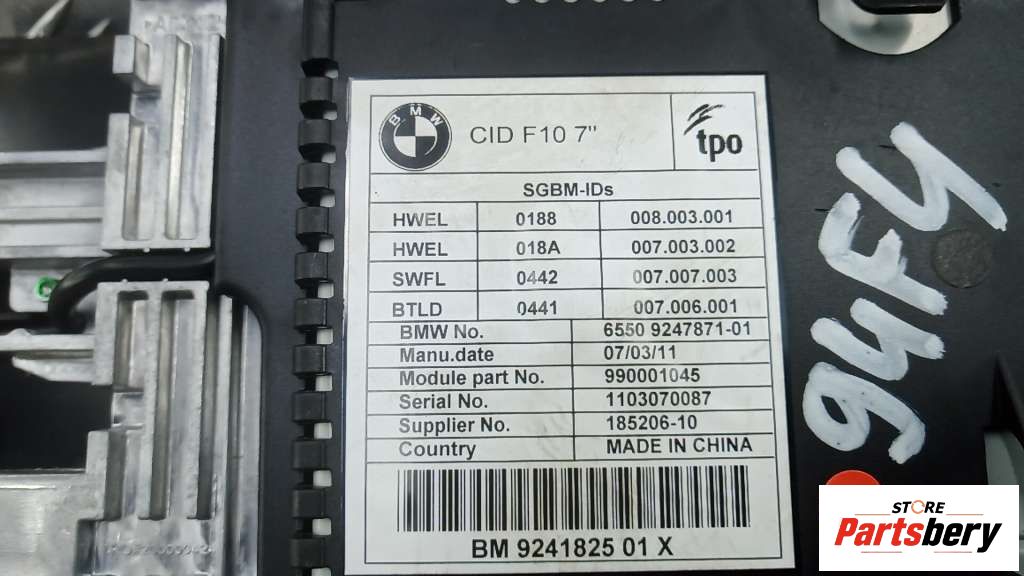 BMW
CID F10 7"
tpo
SGBM-IDs
HWEL 0188 008.003.001
HWEL 018A 007.003.002
SWFL 0442 007.007.003
BTLD 0441 007.006.001
BMW No. 6550 9247871-01
Manu.date 07/03/11
Module part No. 990001045
Serial No. 1103070087
Supplier No. 185206-10
Country MADE IN CHINA
BM 9241825 01 X
94F4
STORE
Partsbery